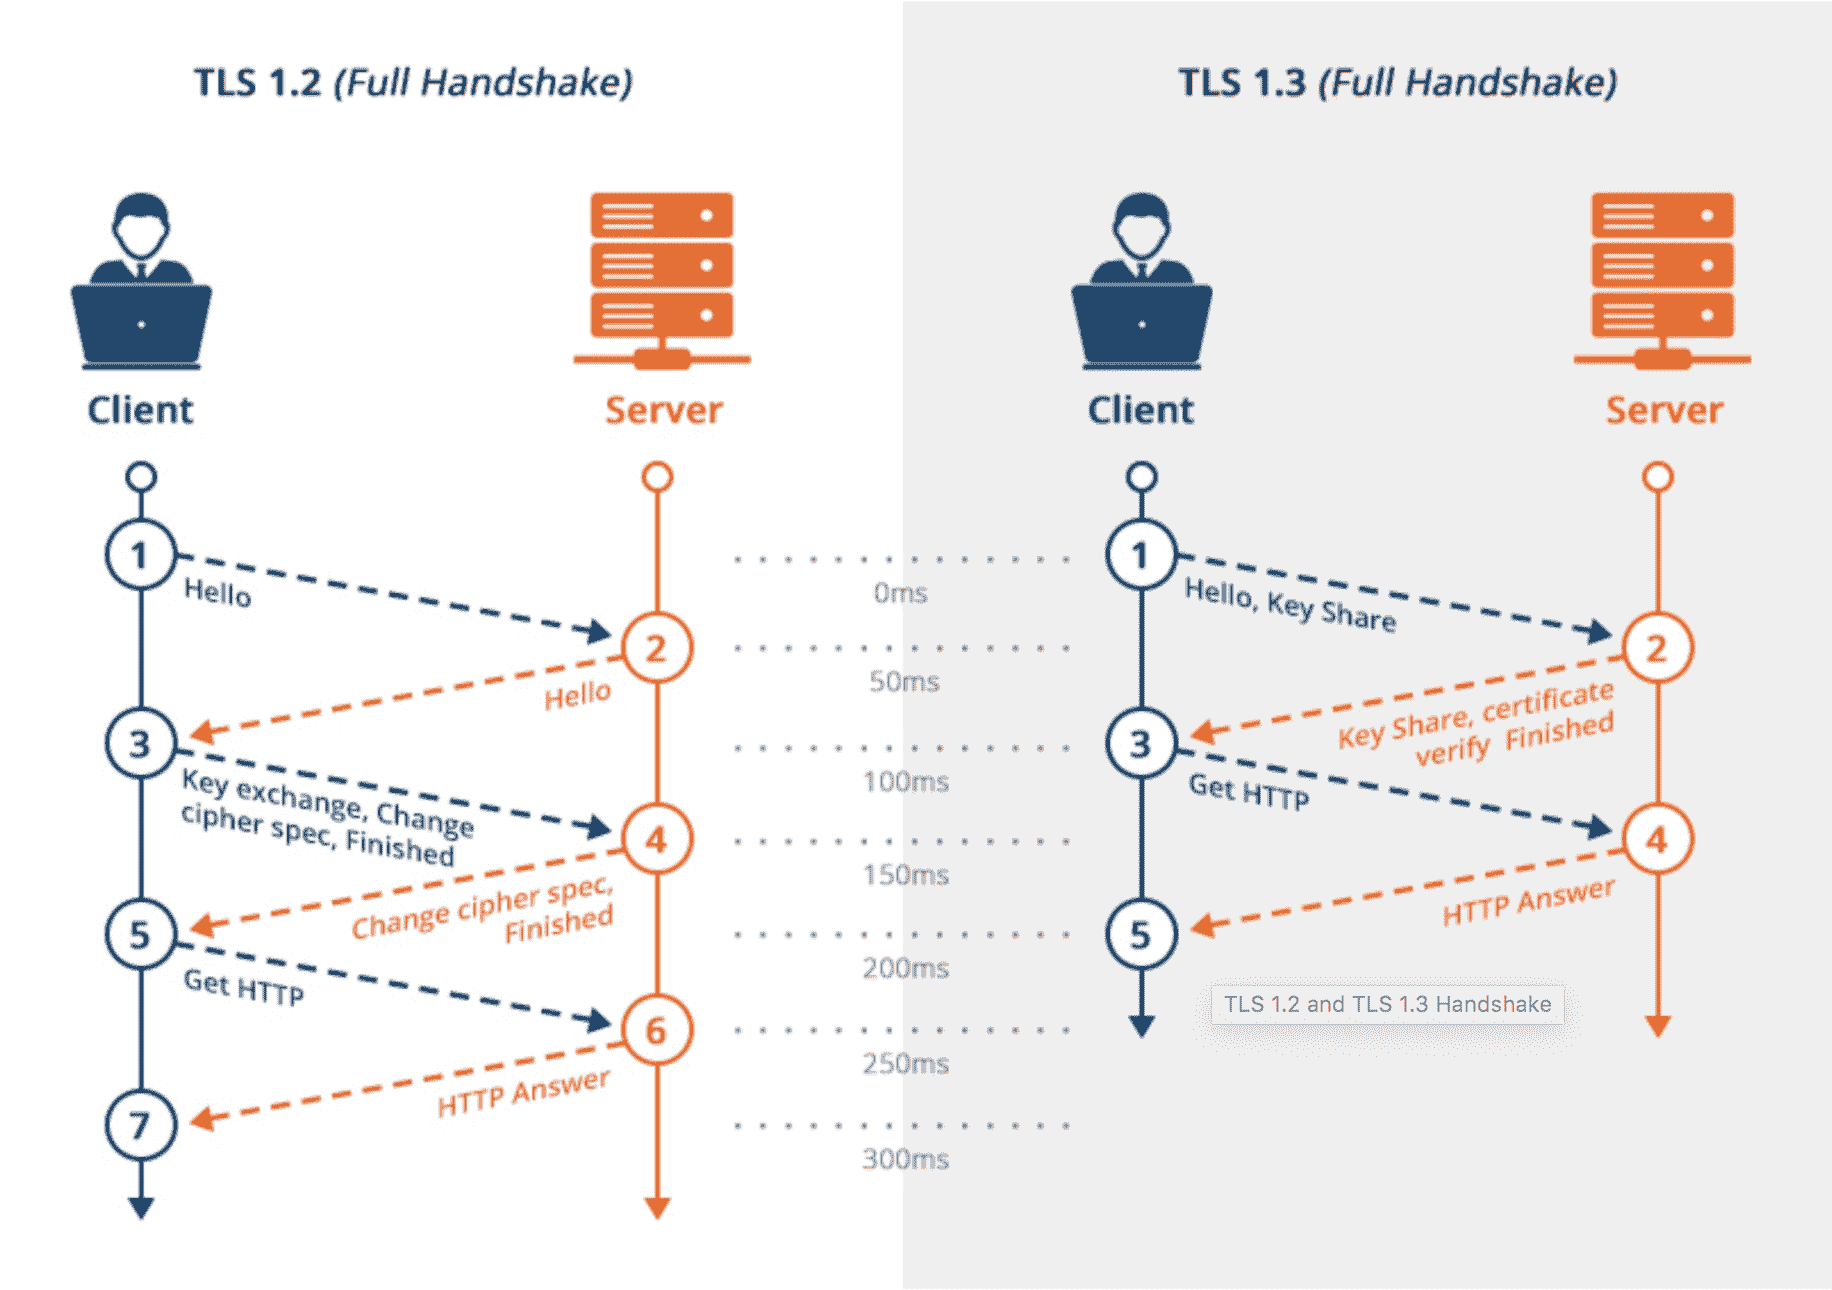 TLS 1.2 (Full Handshake)
Client
Server
1
Hello
2
Hello
3
Key exchange, Change
cipher spec, Finished
4
Change cipher spec,
Finished
5
Get HTTP
6
HTTP Answer
7
0ms
50ms
100ms
150ms
200ms
250ms
300ms
TLS 1.3 (Full Handshake)
Client
Server
1
Hello, Key Share
2
Key Share, certificate
verify Finished
3
Get HTTP
4
HTTP Answer
5
TLS 1.2 and TLS 1.3 Handshake